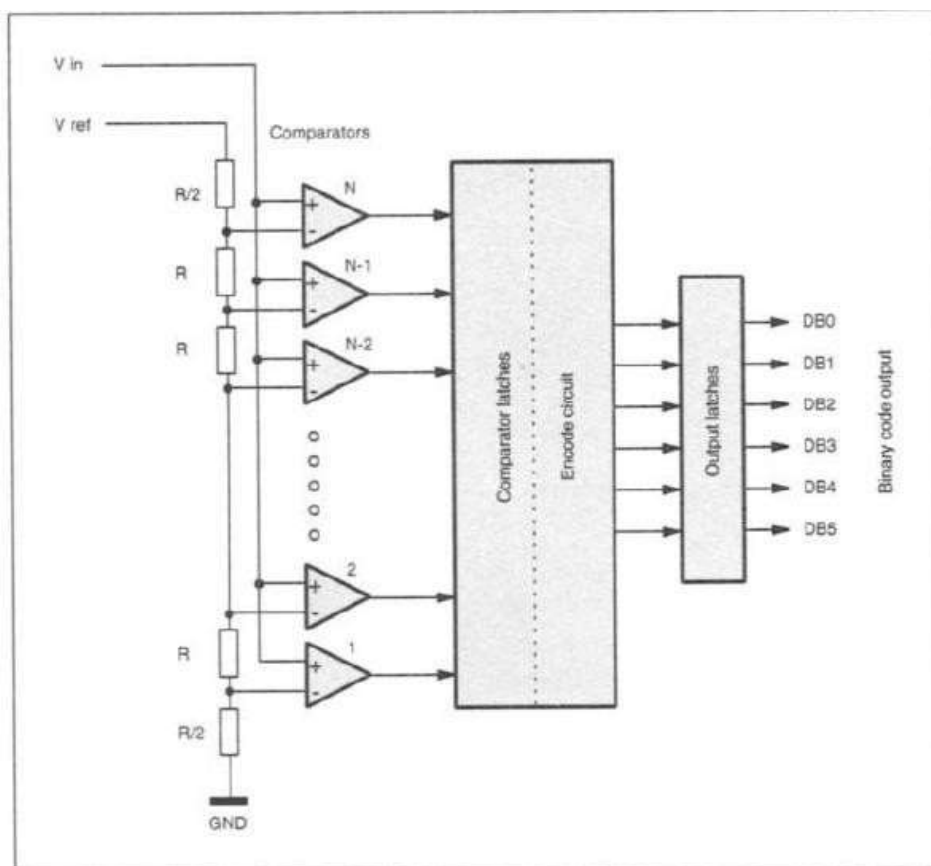 V in
V ref
Comparators
N
R/2
N-1
R
N-2
R
Comparator latches
Encode circuit
Output latches
DB0
DB1
DB2
DB3
DB4
DB5
Binary code output
2
R
1
R/2
GND
+
-
+
-
+
-
+
-
+
-